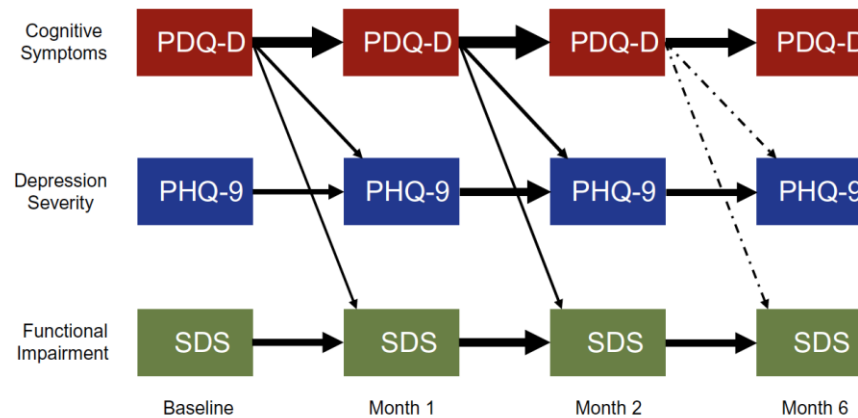 Cognitive
Symptoms
PDQ-D PDQ-D PDQ-D PDQ-D
Depression
Severity
PHQ-9 PHQ-9 PHQ-9 PHQ-9
Functional
Impairment
SDS SDS SDS SDS
Baseline Month 1 Month 2 Month 6